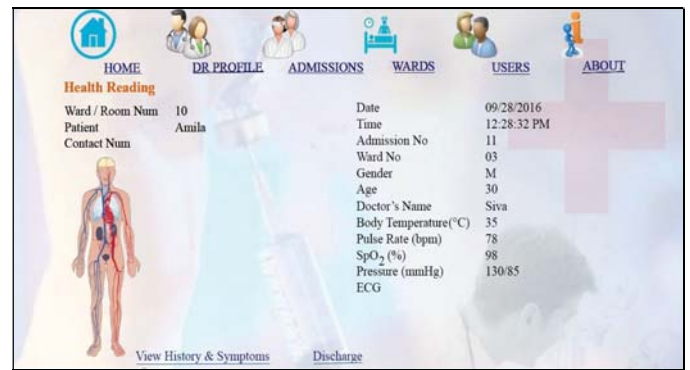 HOME DR PROFILE ADMISSIONS WARDS USERS ABOUT
Health Reading
Ward / Room Num 10
Patient Amila
Contact Num
Date 09/28/2016
Time 12:28:32 PM
Admission No 11
Ward No 03
Gender M
Age 30
Doctor's Name Siva
Body Temperature(°C) 35
Pulse Rate (bpm) 78
SpO2 (%) 98
Pressure (mmHg) 130/85
ECG
View History & Symptoms Discharge